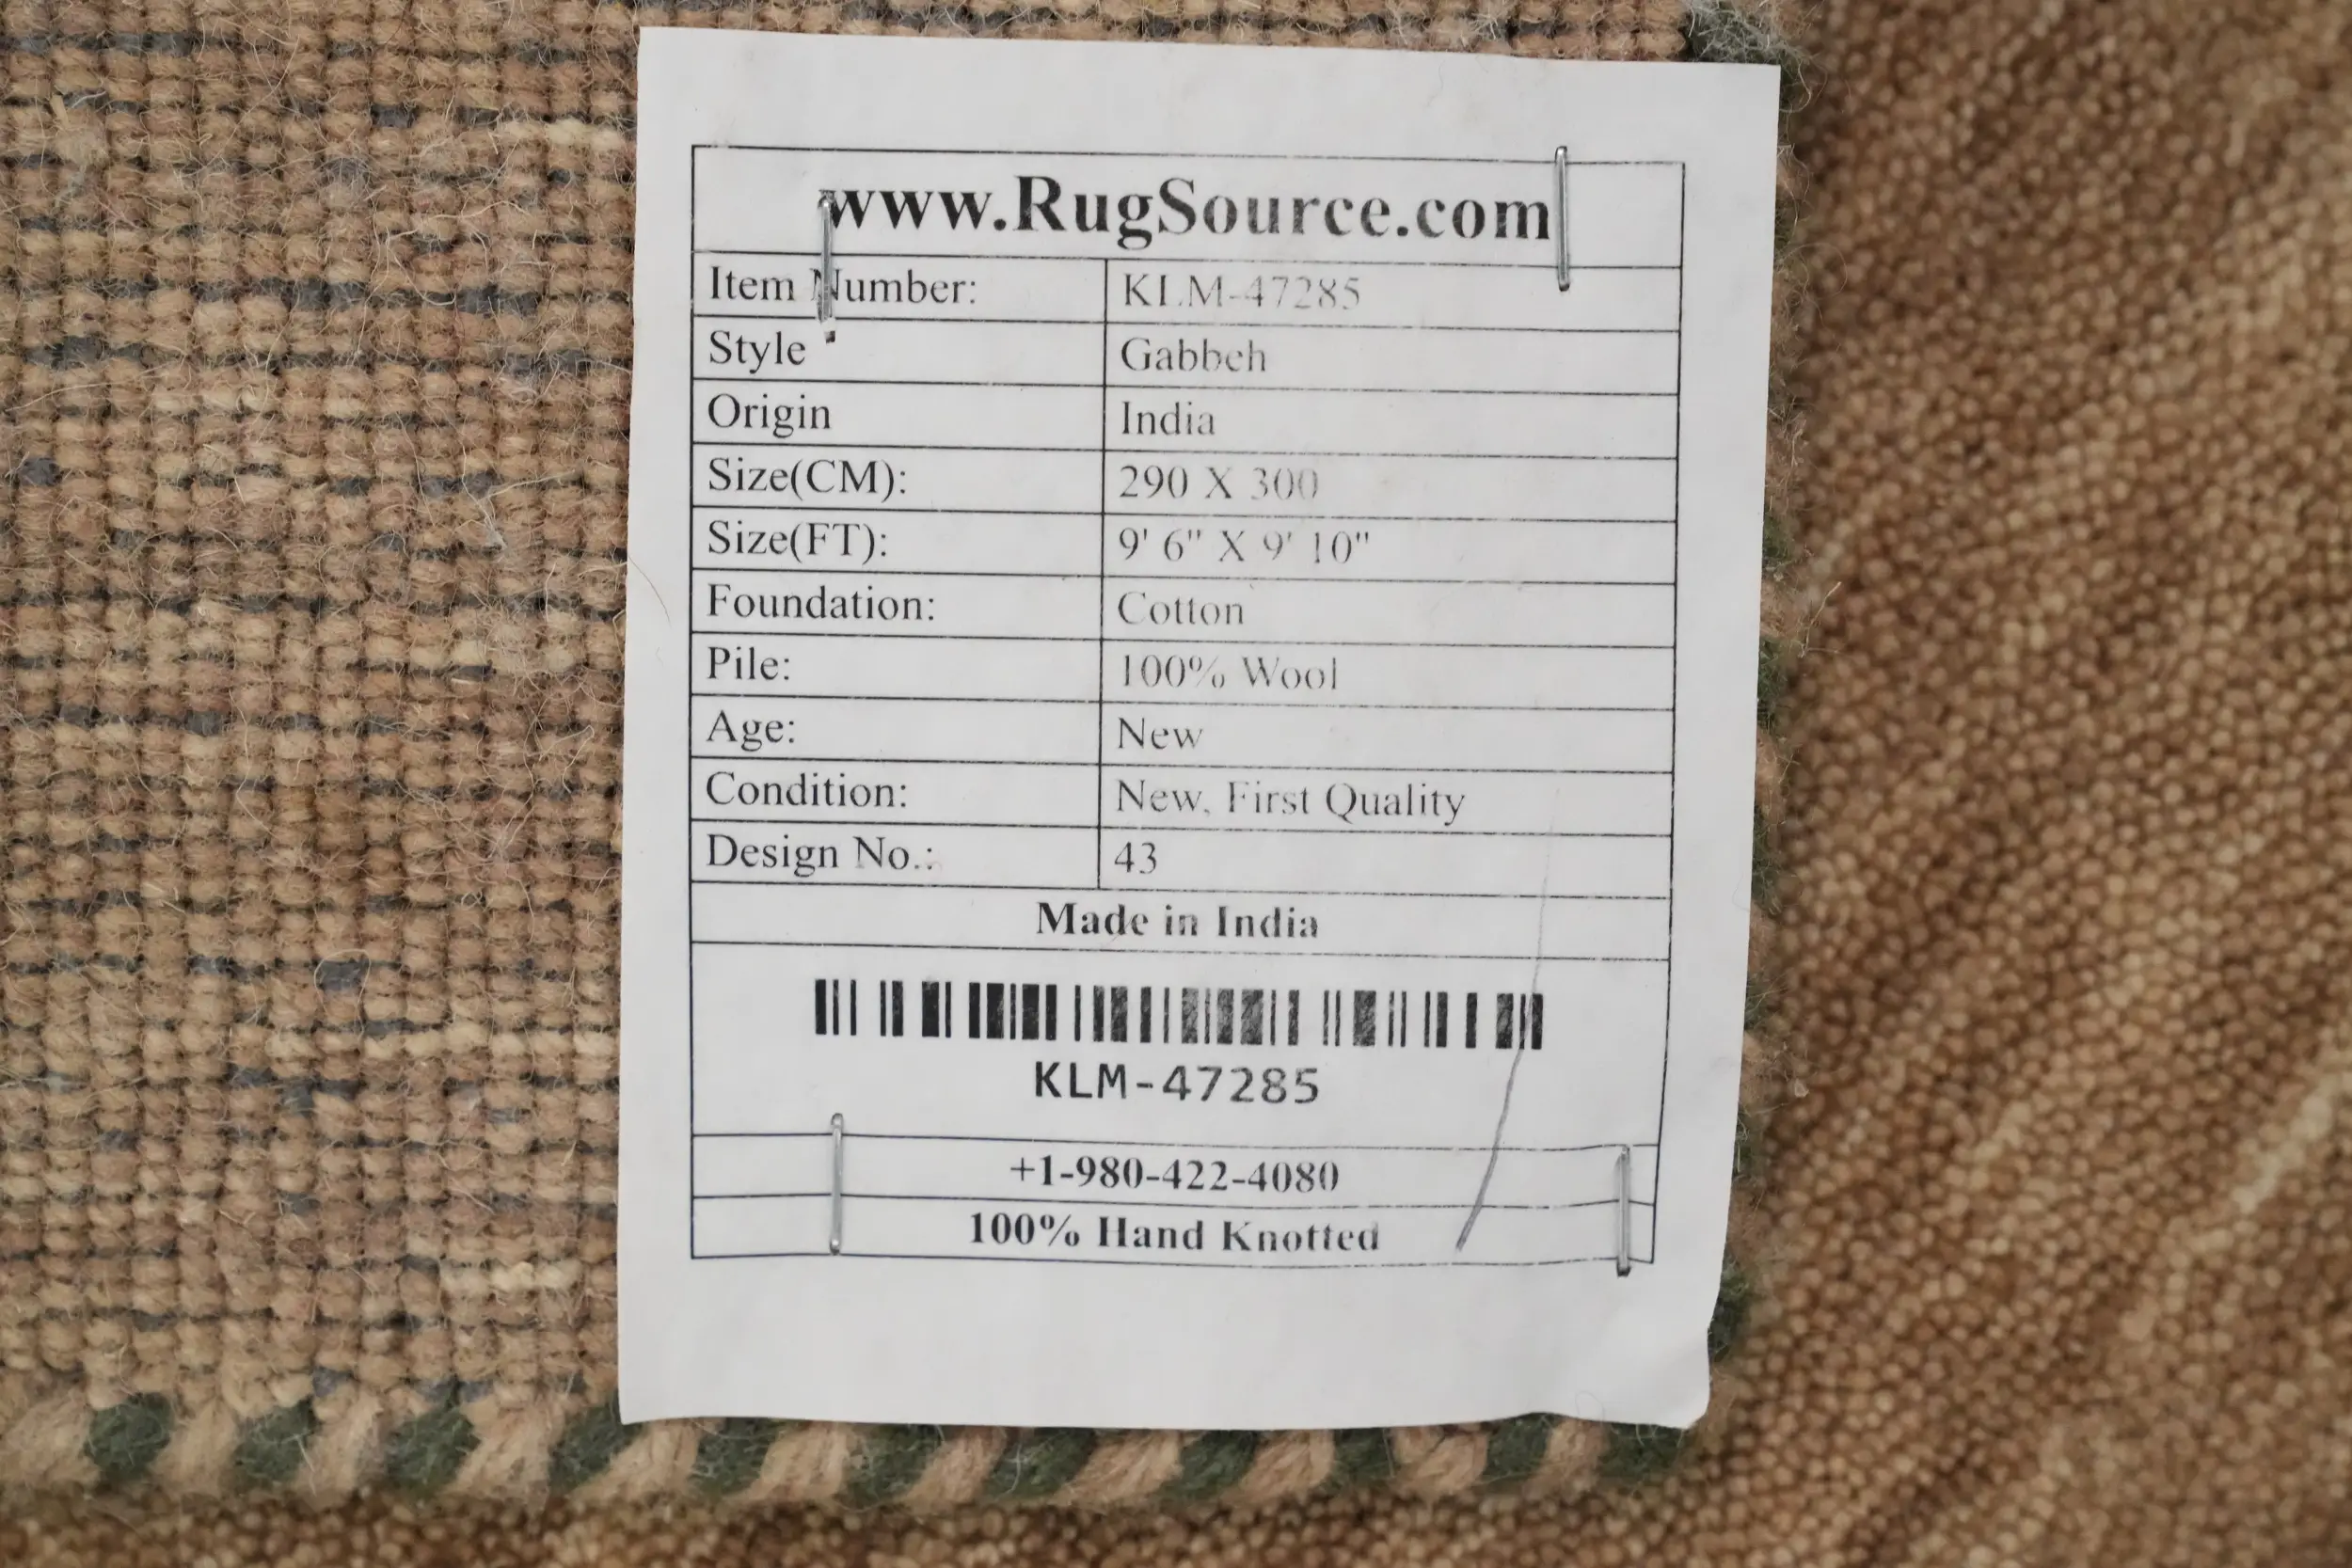 www.RugSource.com
Item Number: KLM-47285
Style Gabbeh
Origin India
Size(CM): 290 X 300
Size(FT): 9' 6" X 9' 10"
Foundation: Cotton
Pile: 100% Wool
Age: New
Condition: New, First Quality
Design No.: 43
Made in India
KLM-47285
+1-980-422-4080
100% Hand Knotted